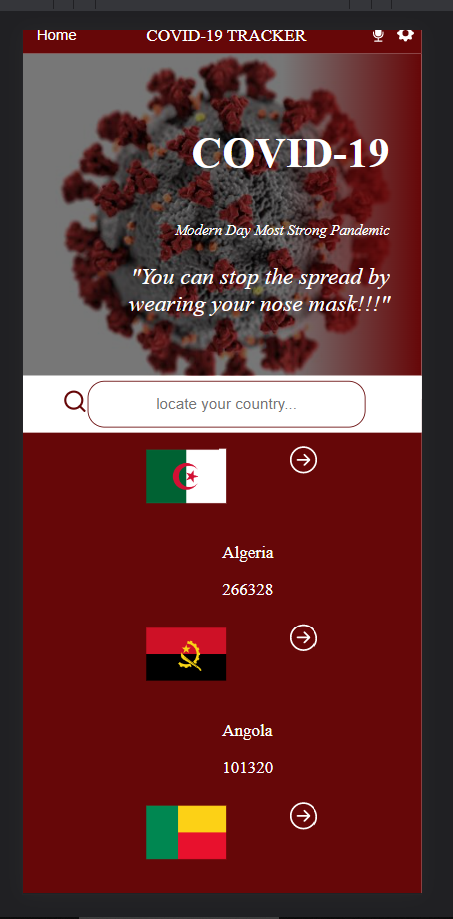 Home COVID-19 TRACKER
COVID-19
Modern Day Most Strong Pandemic
"You can stop the spread by
wearing your nose mask!!!"
locate your country...
Algeria
266328
Angola
101320